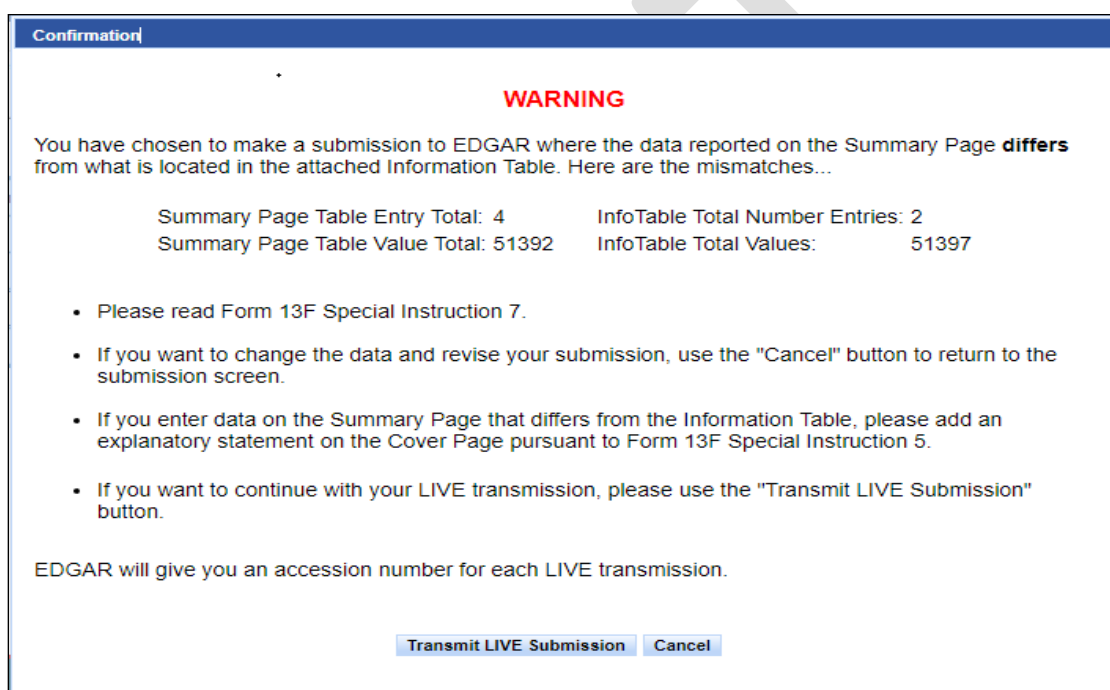 Confirmation
WARNING
You have chosen to make a submission to EDGAR where the data reported on the Summary Page differs
from what is located in the attached Information Table. Here are the mismatches...
Summary Page Table Entry Total: 4 InfoTable Total Number Entries: 2
Summary Page Table Value Total: 51392 InfoTable Total Values: 51397
• Please read Form 13F Special Instruction 7.
• If you want to change the data and revise your submission, use the "Cancel" button to return to the
submission screen.
• If you enter data on the Summary Page that differs from the Information Table, please add an
explanatory statement on the Cover Page pursuant to Form 13F Special Instruction 5.
• If you want to continue with your LIVE transmission, please use the "Transmit LIVE Submission"
button.
EDGAR will give you an accession number for each LIVE transmission.
Transmit LIVE Submission Cancel